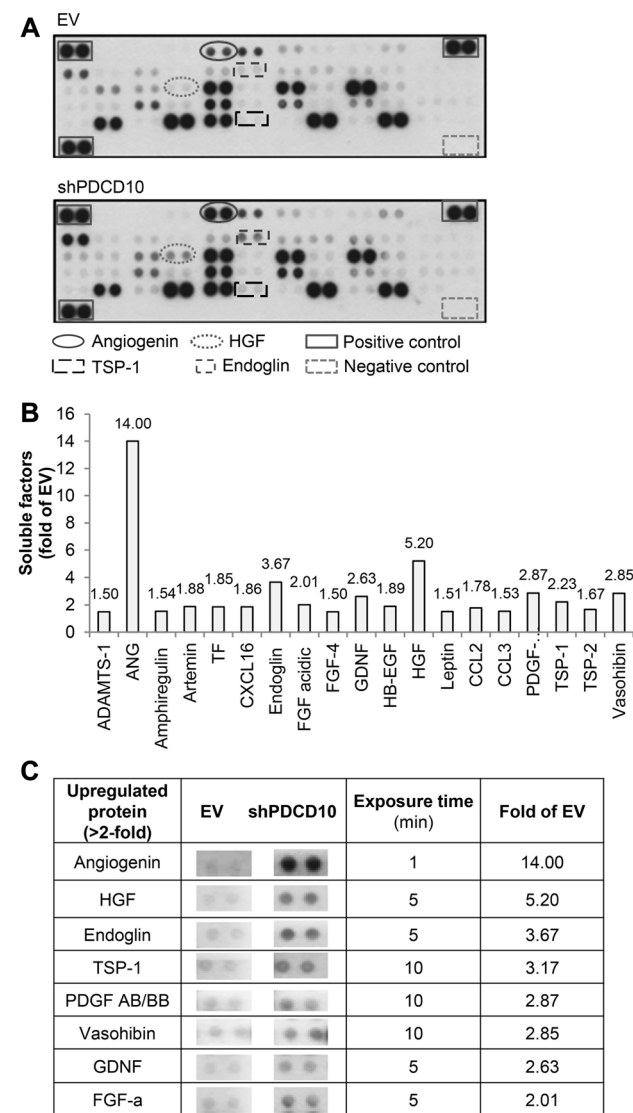 A
EV
shPDCD10
Angiogenin HGF Positive control
TSP-1 Endoglin Negative control
B
Soluble factors
(fold of EV)
16
14
12
10
8
6
4
2
0
1.50 14.00 1.54 1.88 1.85 1.86 3.67 2.01 1.50 2.63 1.89 5.20 1.51 1.78 1.53 2.87 2.23 1.67 2.85
ADAMTS-1
ANG
Amphiregulin
Artemin
TF
CXCL16
Endoglin
FGF acidic
FGF-4
GDNF
HB-EGF
HGF
Leptin
CCL2
CCL3
PDGF-…
TSP-1
TSP-2
Vasohibin
C
Upregulated
protein
(>2-fold)
EV shPDCD10
Exposure time
(min)
Fold of EV
Angiogenin 1 14.00
HGF 5 5.20
Endoglin 5 3.67
TSP-1 10 3.17
PDGF AB/BB 10 2.87
Vasohibin 10 2.85
GDNF 5 2.63
FGF-a 5 2.01